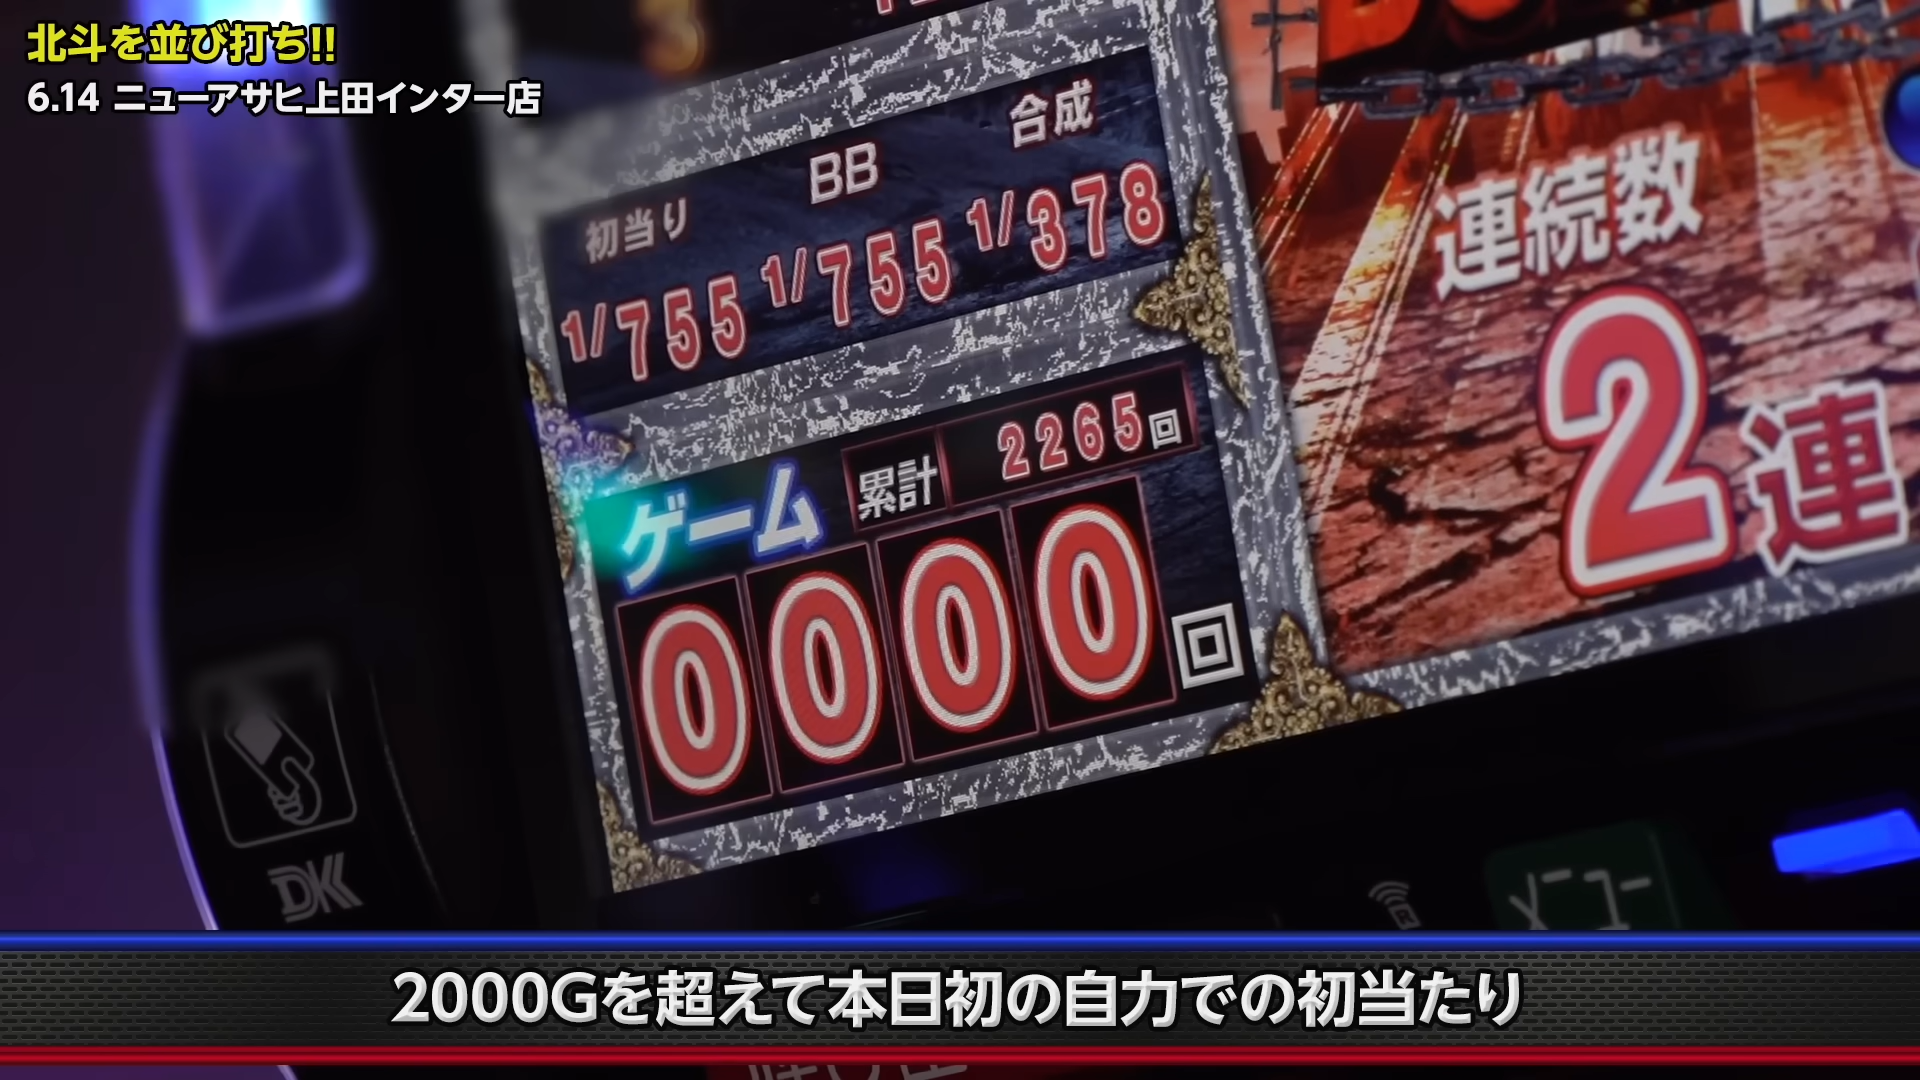 北斗を並び打ち!!
6.14 ニューアサヒ上田インター店
初当り BB 合成
1/755 1/755 1/378
連続数
2連
ゲーム 累計 2265回
0000回
DK
メニュー
2000Gを超えて本日初の自力での初当たり